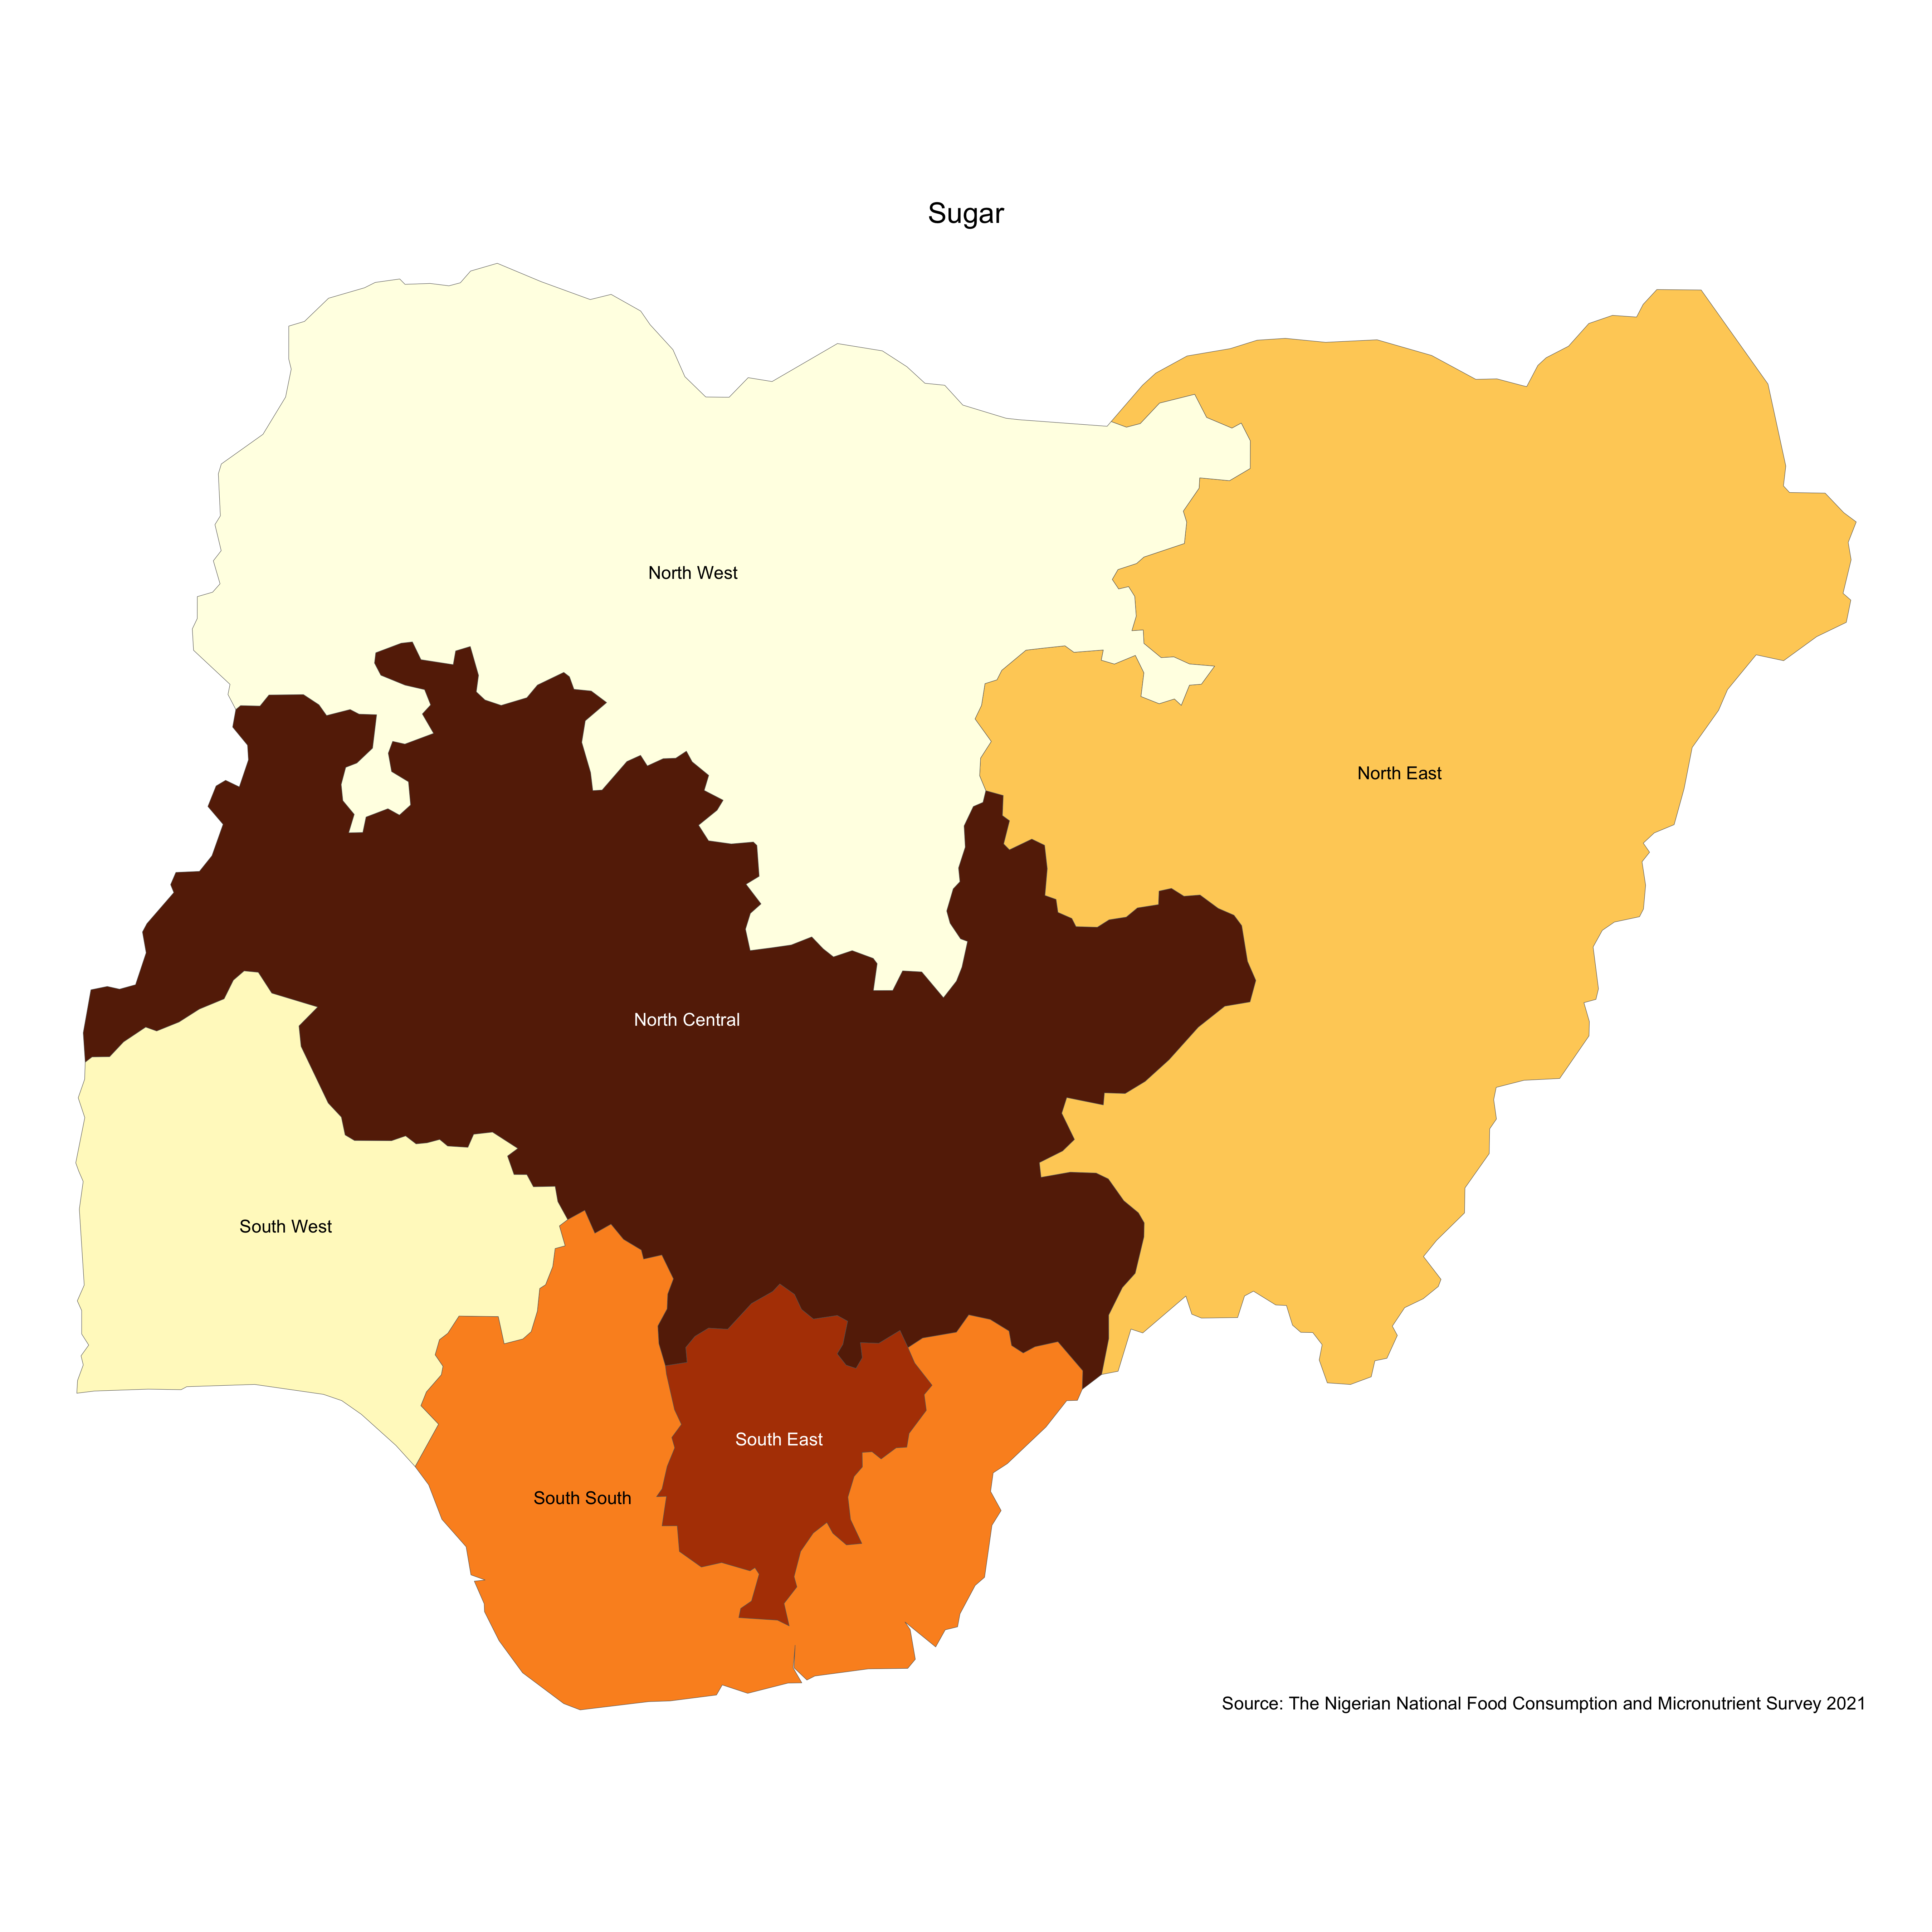 Sugar
North West
North East
North Central
South West
South East
South South
Source: The Nigerian National Food Consumption and Micronutrient Survey 2021